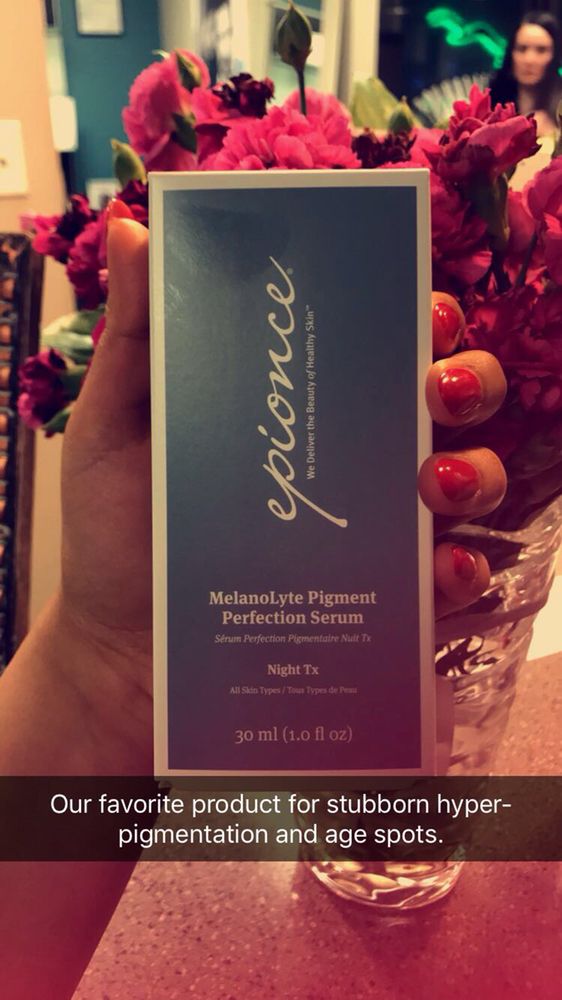 epionce®
We Deliver the Beauty of Healthy Skin™
MelanoLyte Pigment
Perfection Serum
Sérum Perfection Pigmentaire Nuit Tx
Night Tx
All Skin Types / Tous Types de Peau
30 ml (1.0 fl oz)
Our favorite product for stubborn hyper-
pigmentation and age spots.